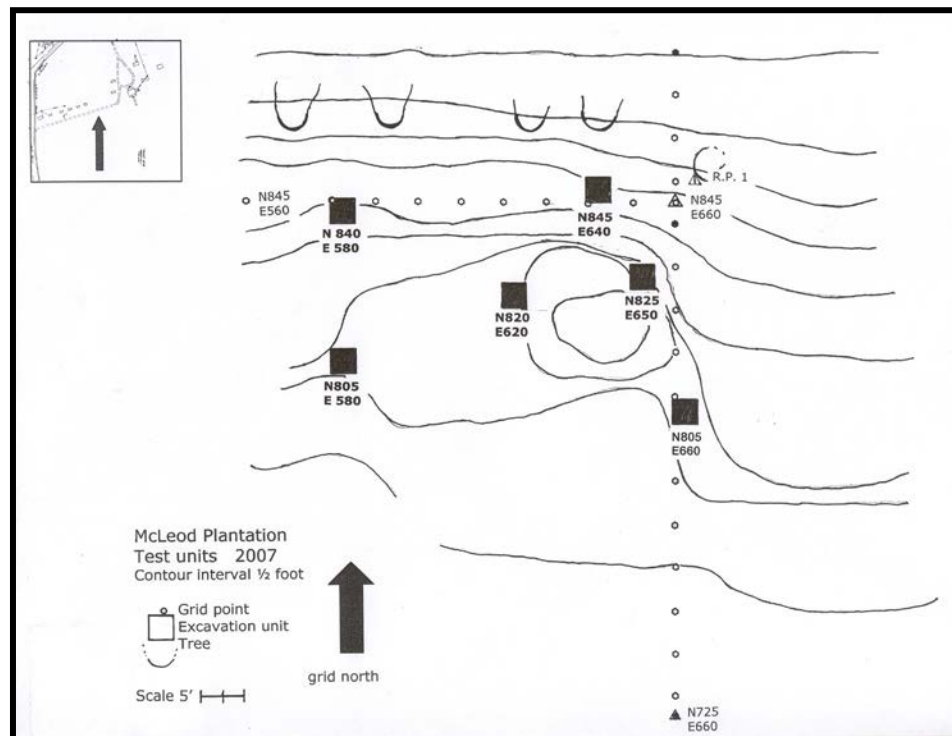 R.P. 1
N845
E560
N845
E660
N 840
E 580
N845
E640
N820
E620
N825
E650
N805
E 580
N805
E660
McLeod Plantation
Test units 2007
Contour interval ½ foot
Grid point
Excavation unit
Tree
Scale 5'
grid north
N725
E660